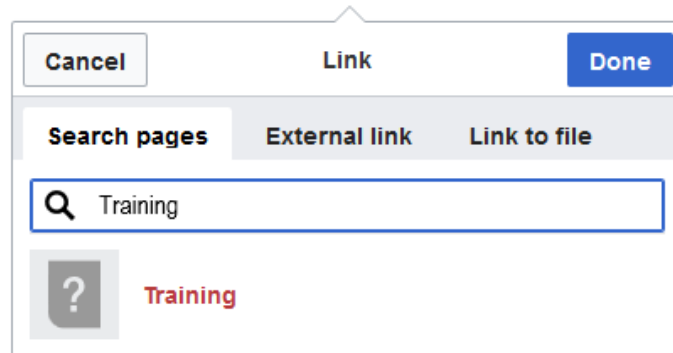 Cancel Link Done
Search pages External link Link to file
Training
? Training